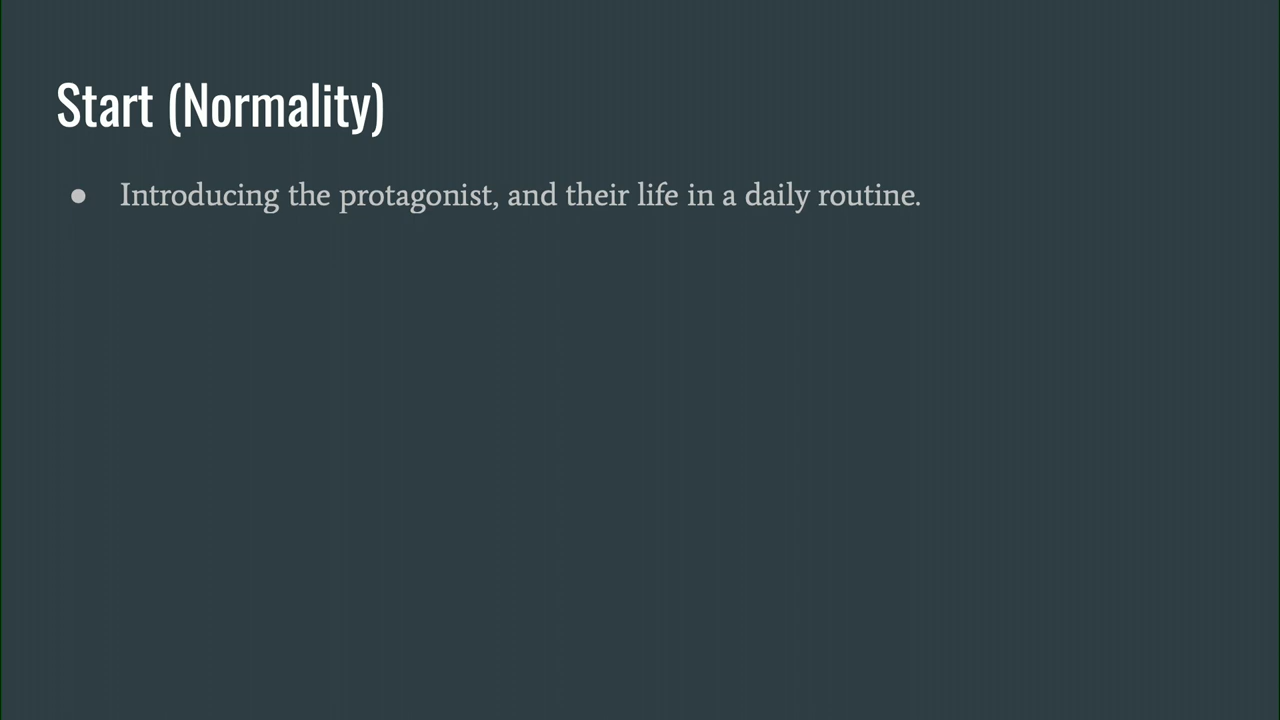 Start (Normality)
● Introducing the protagonist, and their life in a daily routine.